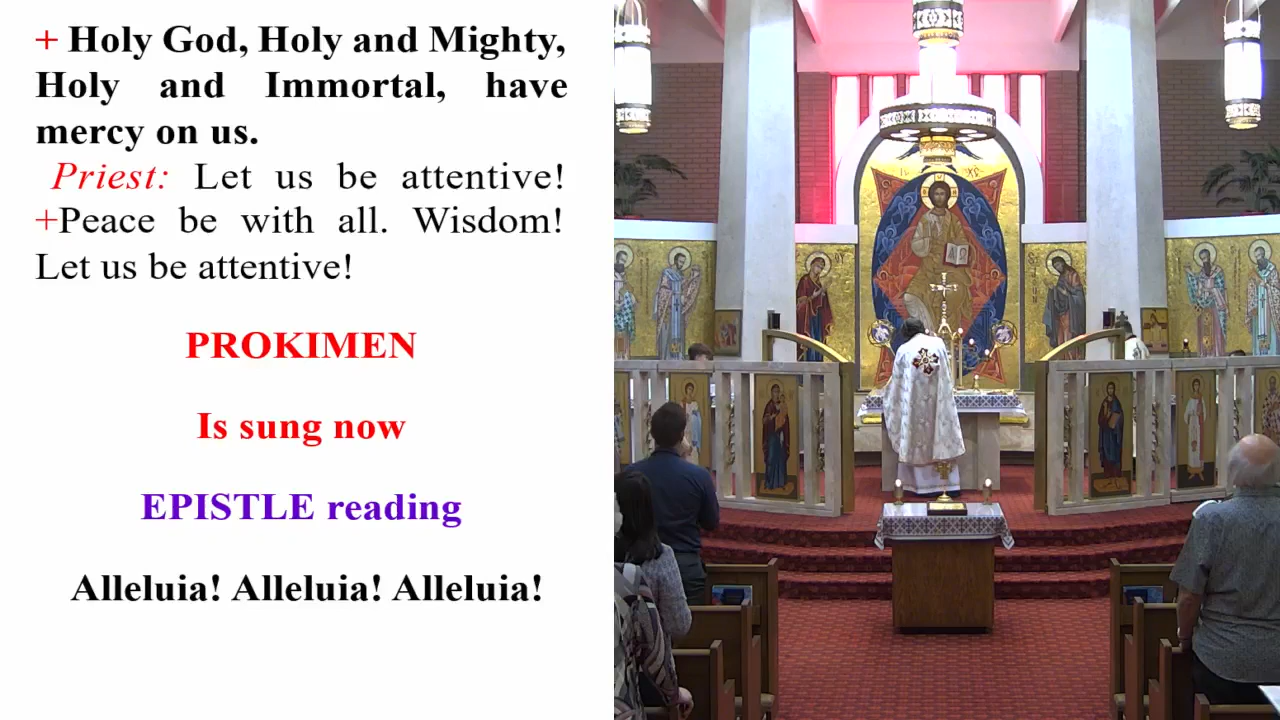 + Holy God, Holy and Mighty,
Holy and Immortal, have
mercy on us.
Priest: Let us be attentive!
+Peace be with all. Wisdom!
Let us be attentive!
PROKIMEN
Is sung now
EPISTLE reading
Alleluia! Alleluia! Alleluia!